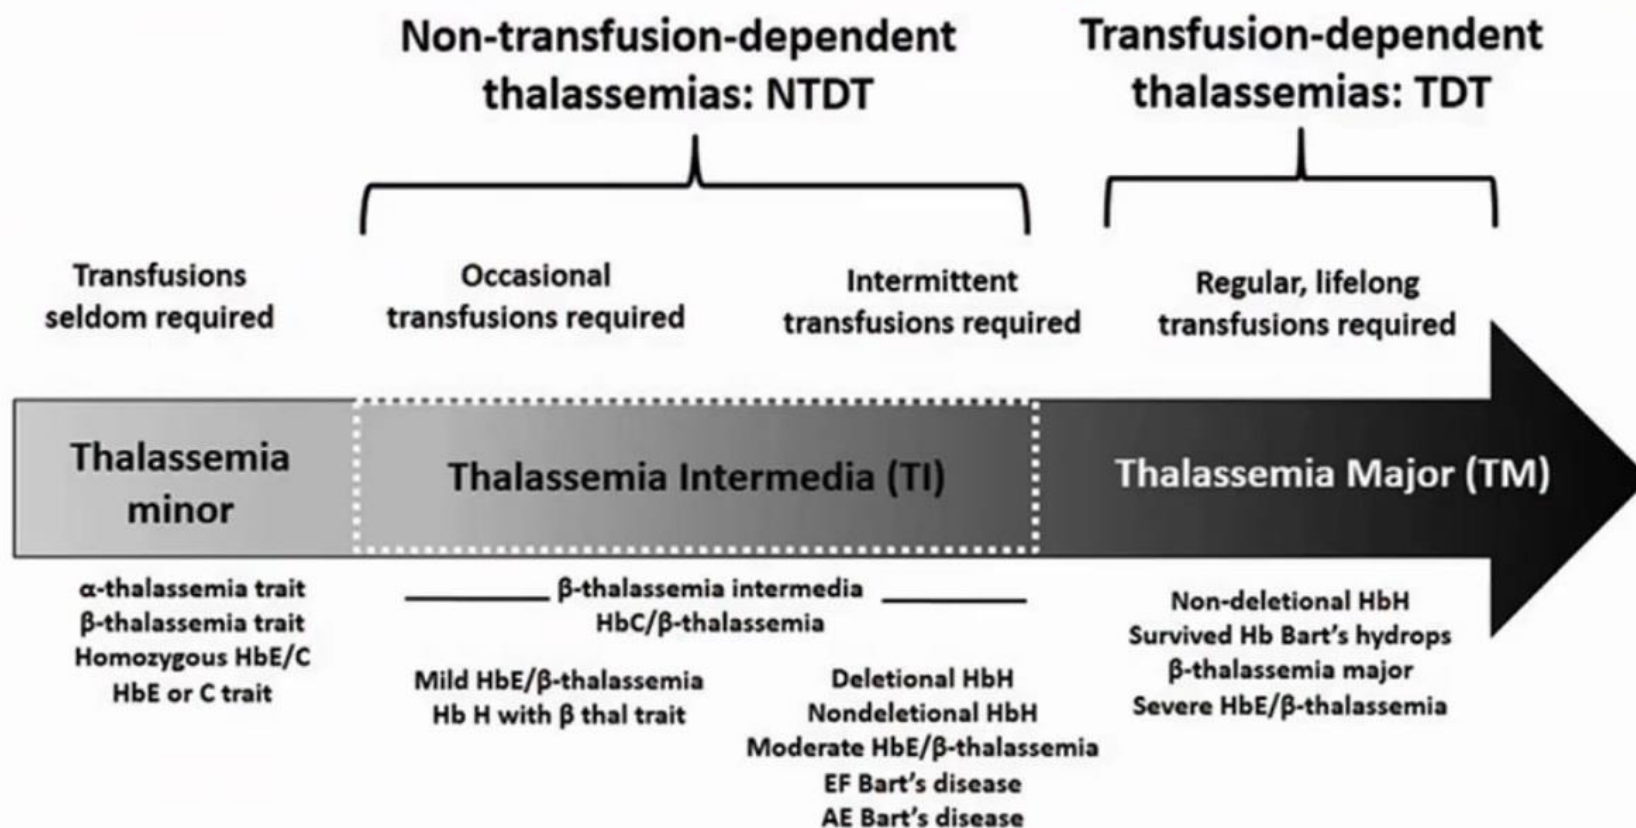 Non-transfusion-dependent
thalassemias: NTDT
Transfusion-dependent
thalassemias: TDT
Transfusions
seldom required
Occasional
transfusions required
Intermittent
transfusions required
Regular, lifelong
transfusions required
Thalassemia
minor
Thalassemia Intermedia (TI)
Thalassemia Major (TM)
α-thalassemia trait
β-thalassemia trait
Homozygous HbE/C
HbE or C trait
β-thalassemia intermedia
HbC/β-thalassemia
Mild HbE/β-thalassemia
Hb H with β thal trait
Deletional HbH
Nondeletional HbH
Moderate HbE/β-thalassemia
EF Bart's disease
AE Bart's disease
Non-deletional HbH
Survived Hb Bart's hydrops
β-thalassemia major
Severe HbE/β-thalassemia